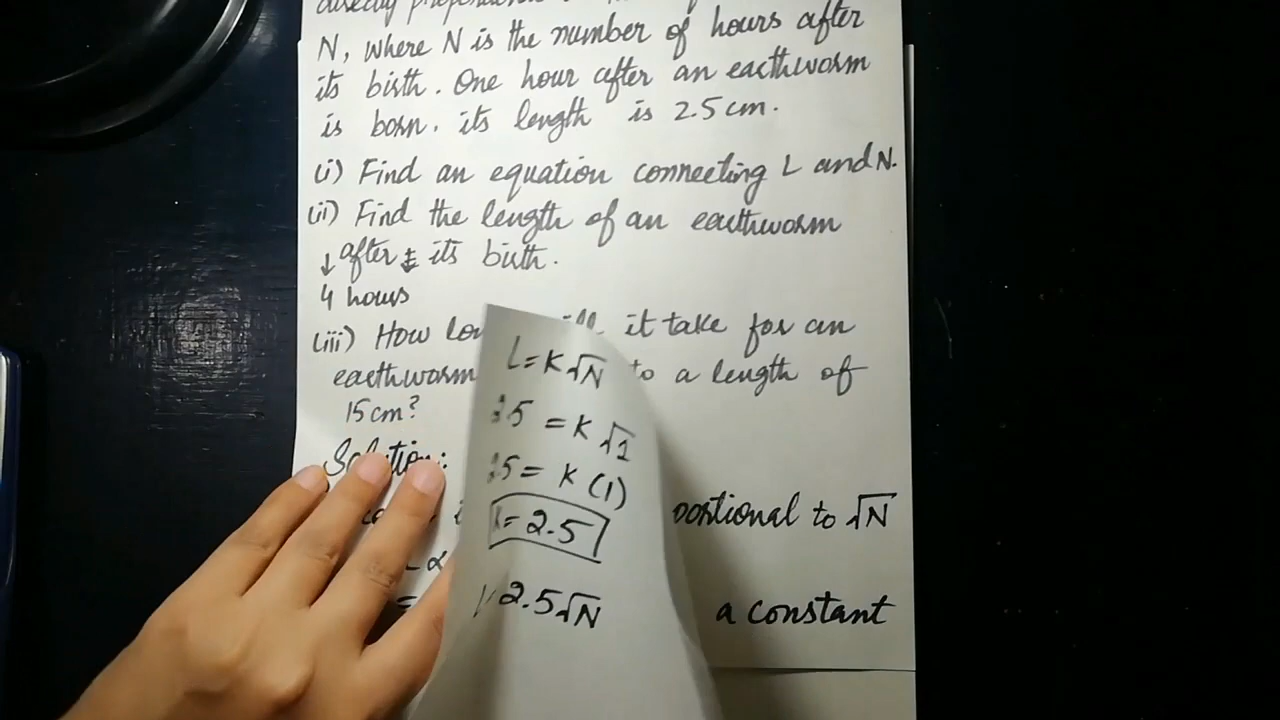 N, where N is the number of hours after
its birth. One hour after an earthworm
is born, its length is 2.5 cm.
(i) Find an equation connecting L and N.
(ii) Find the length of an earthworm
after its birth.
4 hours
(iii) How it take for an
earthworm to a length of
15 cm?
Solution:
L = K√N
= K √1
= K (1)
= 2.5
2.5√N
to √N
a constant